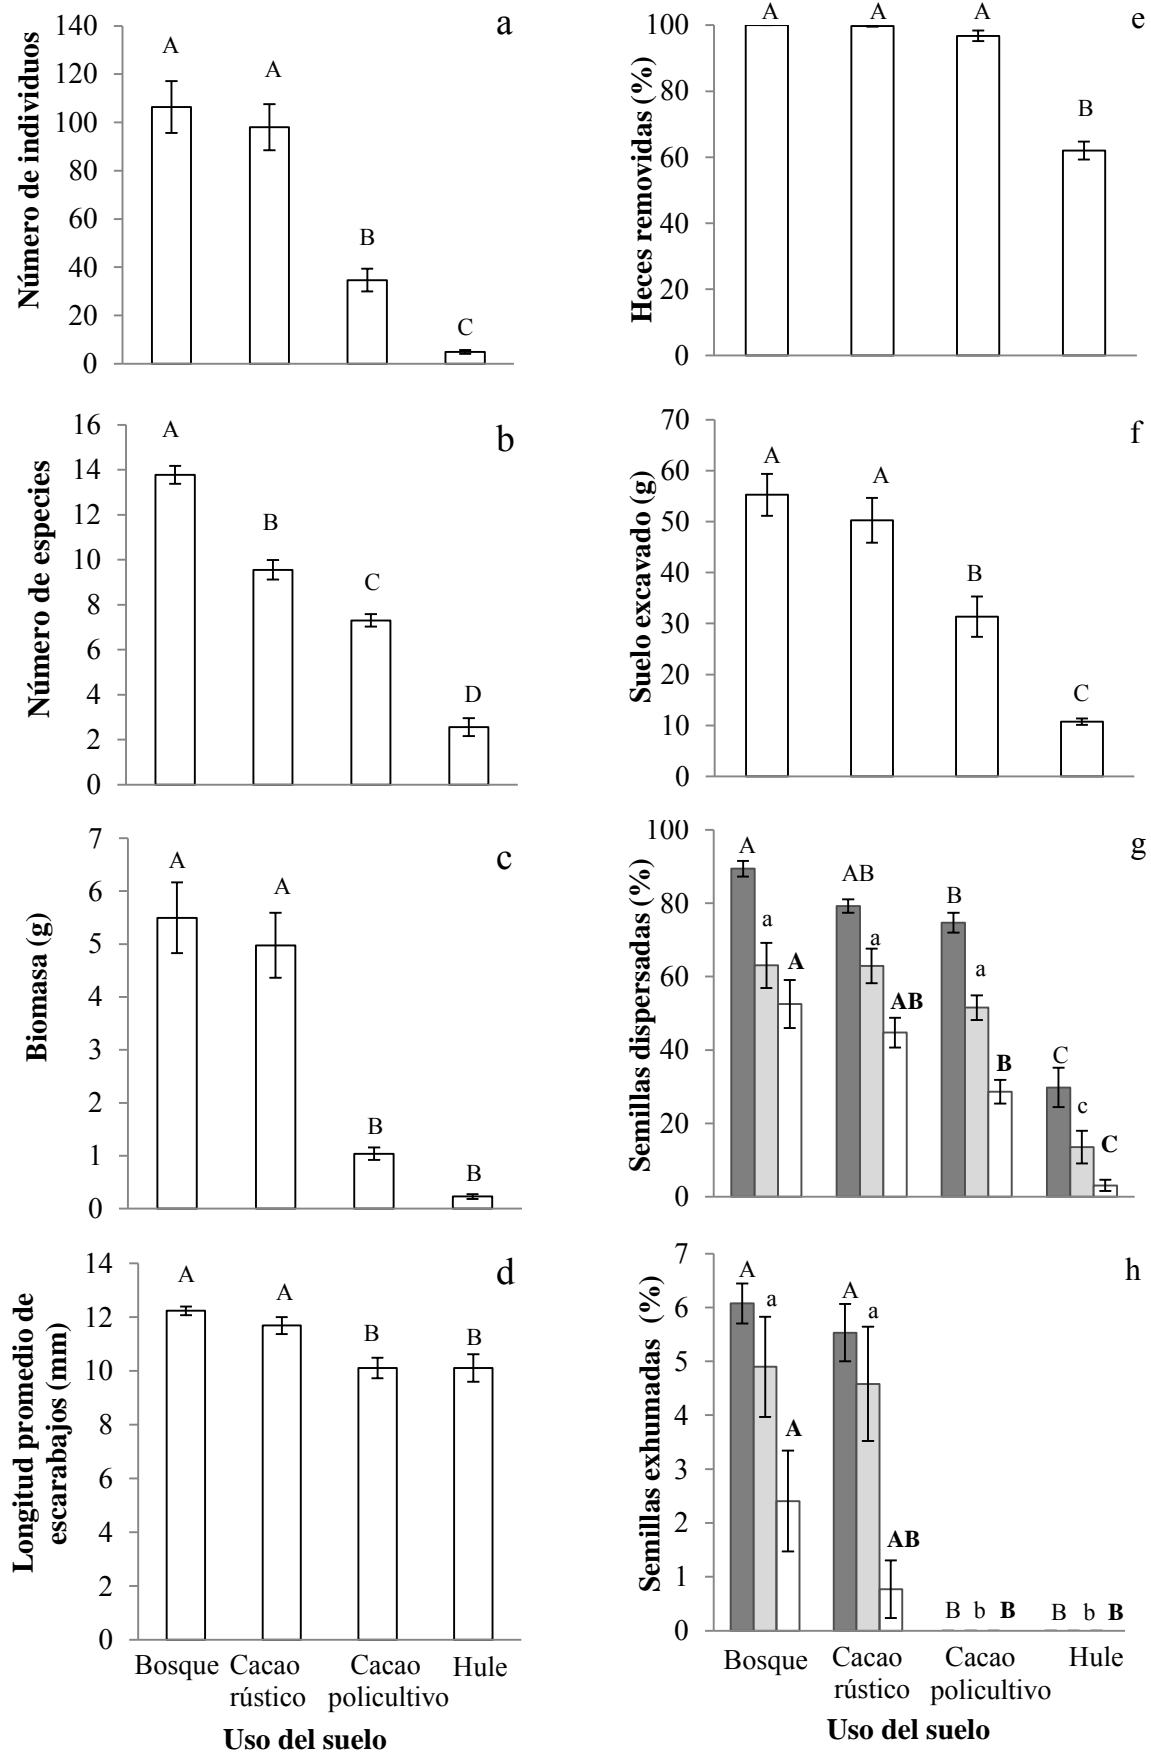 a
Número de individuos
140
120
100
80
60
40
20
0
A
A
B
C
b
Número de especies
16
14
12
10
8
6
4
2
0
A
B
C
D
c
Biomasa (g)
7
6
5
4
3
2
1
0
A
A
B
B
d
Longitud promedio de
escarabajos (mm)
14
12
10
8
6
4
2
0
A
A
B
B
Bosque
Cacao
rústico
Cacao
policultivo
Hule
Uso del suelo
e
Heces removidas (%)
100
80
60
40
20
0
A
A
A
B
f
Suelo excavado (g)
70
60
50
40
30
20
10
0
A
A
B
C
g
Semillas dispersadas (%)
100
80
60
40
20
0
A
a
A
AB
a
AB
B
a
B
C
c
C
h
Semillas exhumadas (%)
7
6
5
4
3
2
1
0
A
a
A
A
a
AB
B b B
B b B
Bosque
Cacao
rústico
Cacao
policultivo
Hule
Uso del suelo